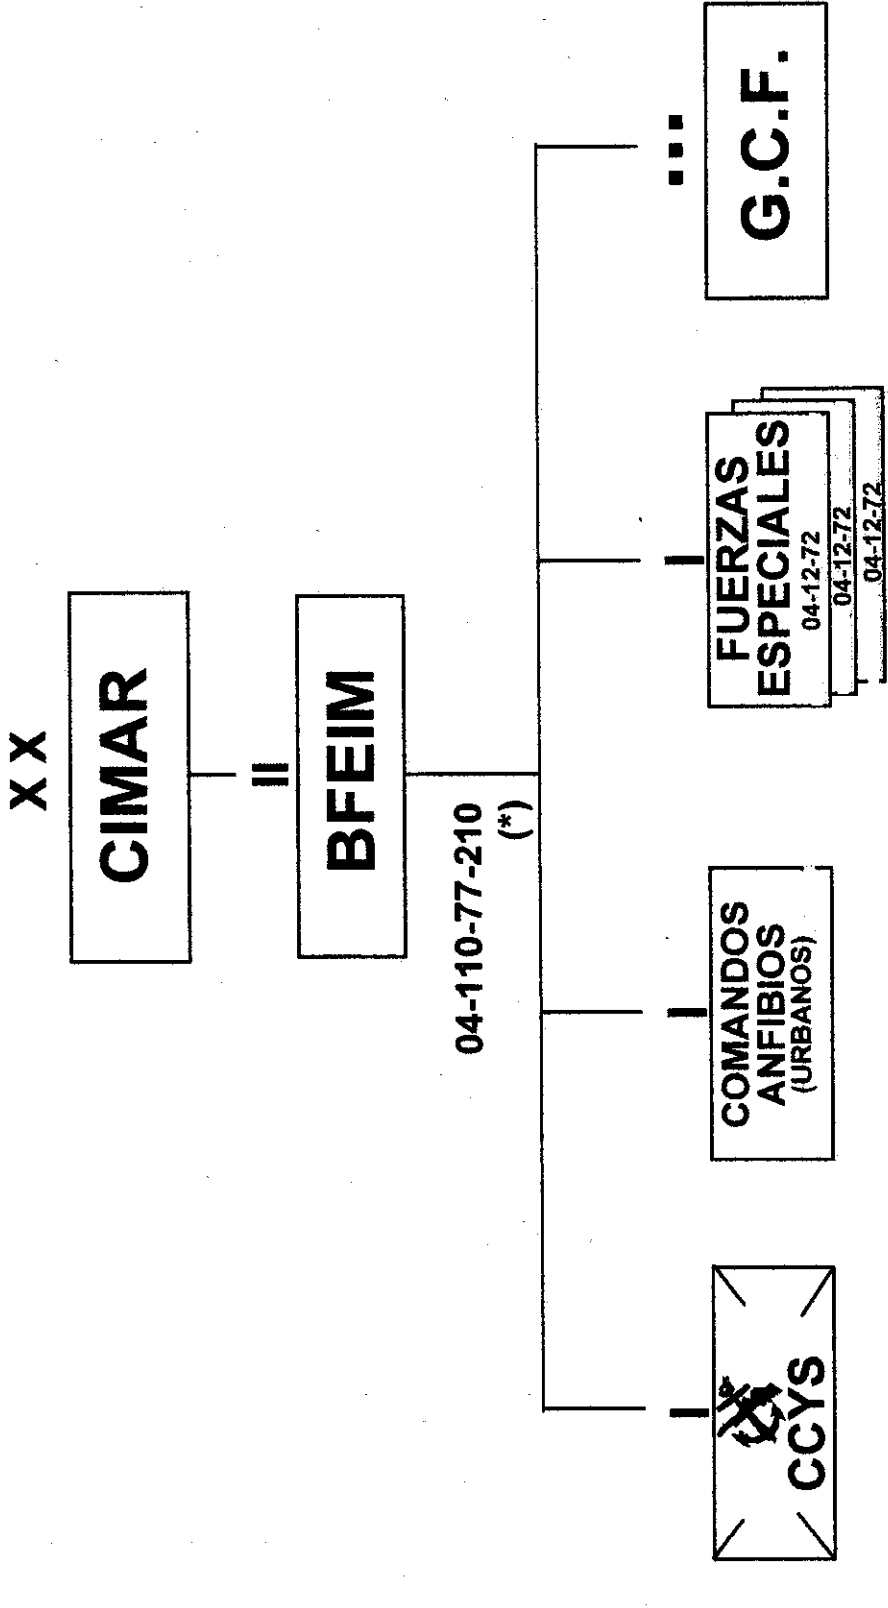 X X
CIMAR
II
BFEIM
04-110-77-210
(*)
I
CCYS
I
COMANDOS
ANFIBIOS
(URBANOS)
I
FUERZAS
ESPECIALES
04-12-72
04-12-72
04-12-72
G.C.F.